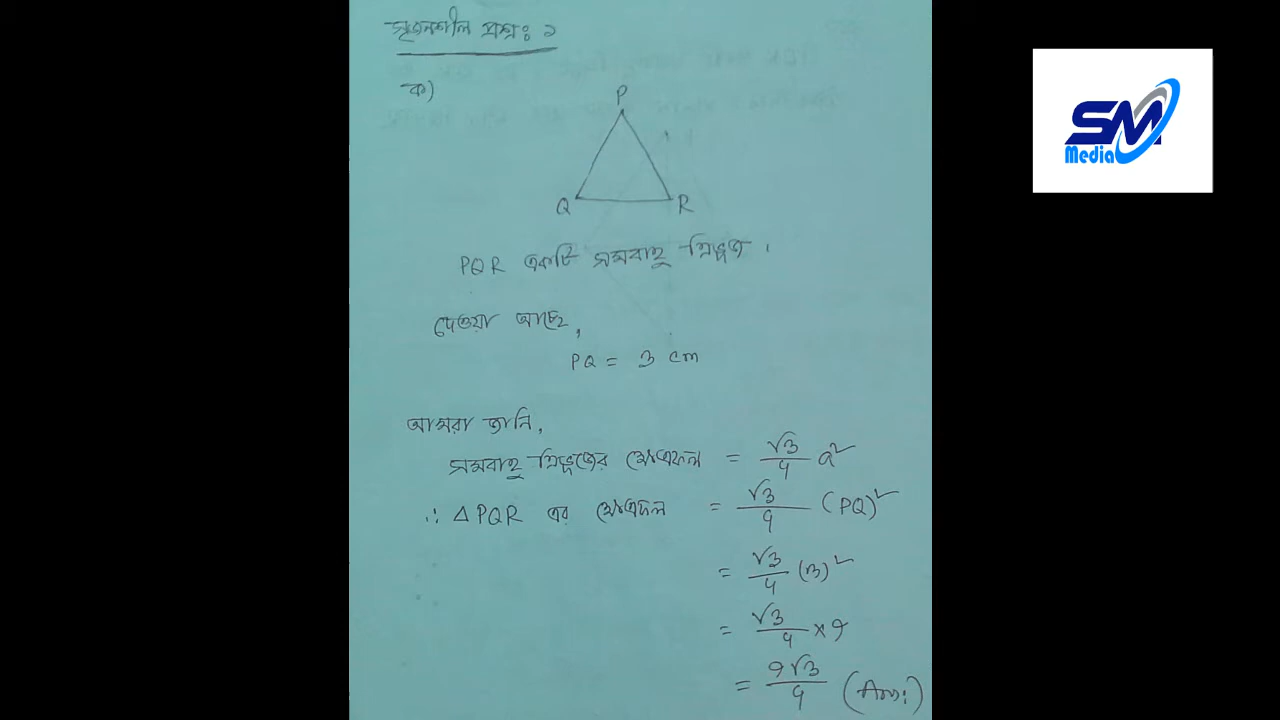 সৃজনশীল প্রশ্নঃ ১
ক)
P
Q R
PQR একটি সমবাহু ত্রিভুজ।
দেওয়া আছে,
PQ = 3 cm
আমরা জানি,
সমবাহু ত্রিভুজের ক্ষেত্রফল = √3/4 a²
∴ △PQR এর ক্ষেত্রফল = √3/4 (PQ)²
= √3/4 (3)²
= √3/4 × 9
= 9√3/4 (Ans:)
SM
Media